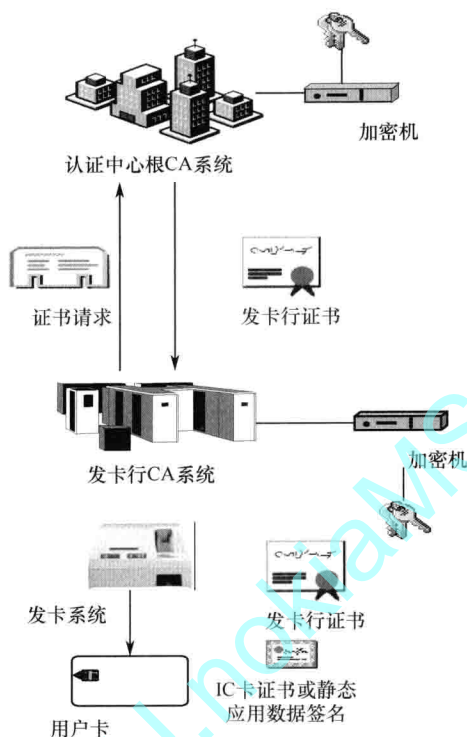 加密机
认证中心根CA系统
证书请求
发卡行证书
发卡行CA系统
加密机
发卡系统
发卡行证书
IC卡证书或静态
应用数据签名
用户卡